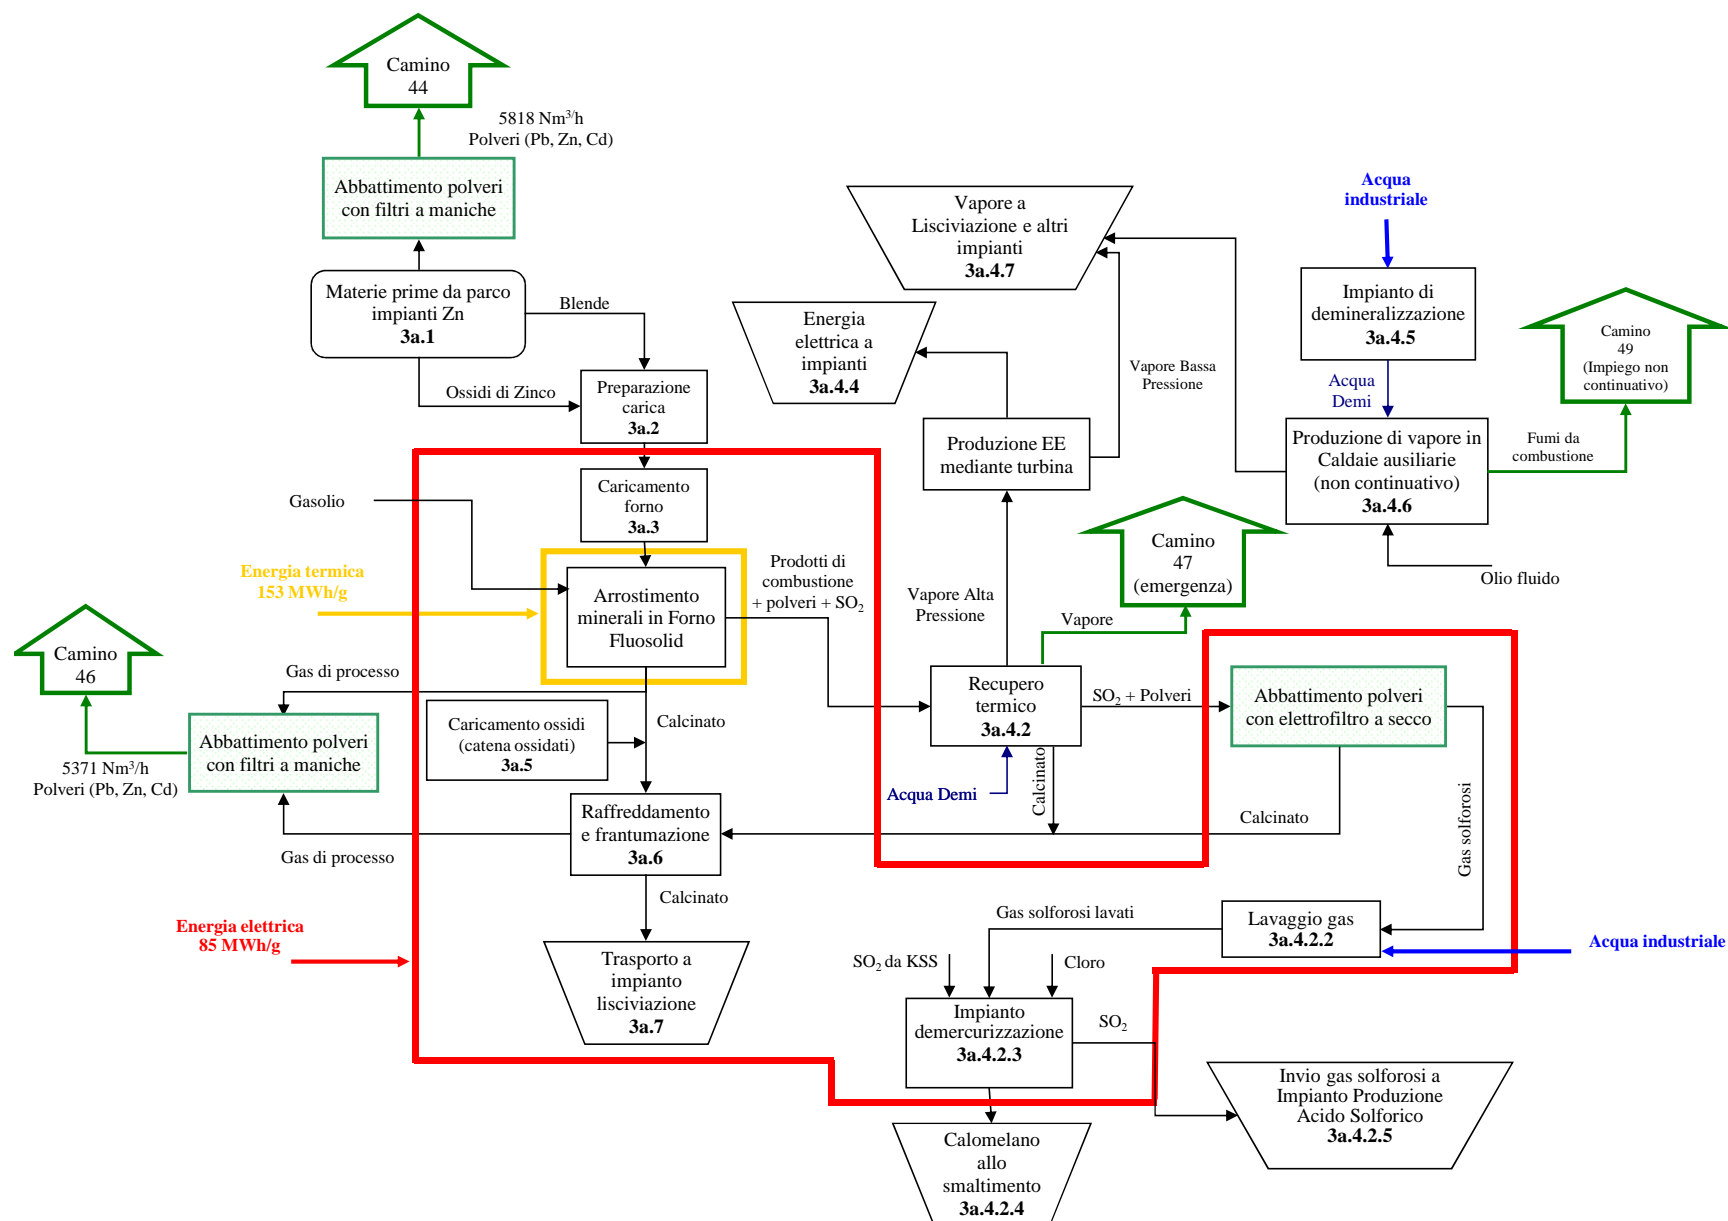 Camino
44
5818 Nm3/h
Polveri (Pb, Zn, Cd)
Abbattimento polveri
con filtri a maniche
Materie prime da parco
impianti Zn
3a.1
Blende
Ossidi di Zinco
Preparazione
carica
3a.2
Caricamento
forno
3a.3
Gasolio
Energia termica
153 MWh/g
Arrostimento
minerali in Forno
Fluosolid
Prodotti di
combustione
+ polveri + SO2
Camino
46
Gas di processo
Abbattimento polveri
con filtri a maniche
5371 Nm3/h
Polveri (Pb, Zn, Cd)
Caricamento ossidi
(catena ossidati)
3a.5
Calcinato
Raffreddamento
e frantumazione
3a.6
Gas di processo
Calcinato
Energia elettrica
85 MWh/g
Trasporto a
impianto
lisciviazione
3a.7
Vapore a
Lisciviazione e altri
impianti
3a.4.7
Energia
elettrica a
impianti
3a.4.4
Vapore Bassa
Pressione
Produzione EE
mediante turbina
Vapore Alta
Pressione
Acqua
industriale
Impianto di
demineralizzazione
3a.4.5
Acqua
Demi
Produzione di vapore in
Caldaie ausiliarie
(non continuativo)
3a.4.6
Fumi da
combustione
Camino
49
(Impiego non
continuativo)
Olio fluido
Camino
47
(emergenza)
Vapore
Recupero
termico
3a.4.2
SO2 + Polveri
Abbattimento polveri
con elettrofiltro a secco
Acqua Demi
Calcinato
Calcinato
Gas solforosi
Lavaggio gas
3a.4.2.2
Acqua industriale
Gas solforosi lavati
SO2 da KSS
Cloro
Impianto
demercurizzazione
3a.4.2.3
SO2
Invio gas solforosi a
Impianto Produzione
Acido Solforico
3a.4.2.5
Calomelano
allo
smaltimento
3a.4.2.4